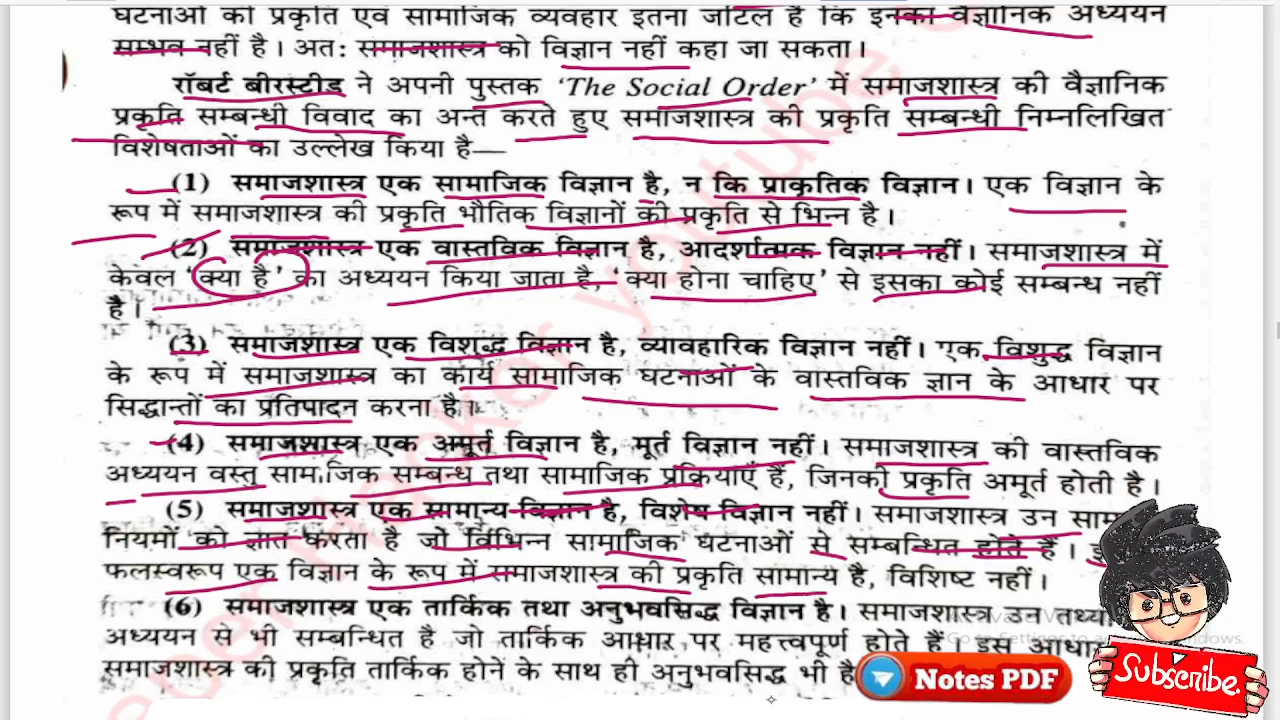 घटनाओं की प्रकृति एवं सामाजिक व्यवहार इतना जटिल है कि इनका वैज्ञानिक अध्ययन
सम्भव नहीं है। अत: समाजशास्त्र को विज्ञान नहीं कहा जा सकता।
रॉबर्ट बीरस्टीड ने अपनी पुस्तक ‘The Social Order’ में समाजशास्त्र की वैज्ञानिक
प्रकृति सम्बन्धी विवाद का अन्त करते हुए समाजशास्त्र की प्रकृति सम्बन्धी निम्नलिखित
विशेषताओं का उल्लेख किया है—
(1) समाजशास्त्र एक सामाजिक विज्ञान है, न कि प्राकृतिक विज्ञान। एक विज्ञान के
रूप में समाजशास्त्र की प्रकृति भौतिक विज्ञानों की प्रकृति से भिन्न है।
(2) समाजशास्त्र एक वास्तविक विज्ञान है, आदर्शात्मक विज्ञान नहीं। समाजशास्त्र में
केवल ‘क्या है’ का अध्ययन किया जाता है, ‘क्या होना चाहिए’ से इसका कोई सम्बन्ध नहीं
है।
(3) समाजशास्त्र एक विशुद्ध विज्ञान है, व्यावहारिक विज्ञान नहीं। एक विशुद्ध विज्ञान
के रूप में समाजशास्त्र का कार्य सामाजिक घटनाओं के वास्तविक ज्ञान के आधार पर
सिद्धान्तों का प्रतिपादन करना है।
(4) समाजशास्त्र एक अमूर्त विज्ञान है, मूर्त विज्ञान नहीं। समाजशास्त्र की वास्तविक
अध्ययन वस्तु सामाजिक सम्बन्ध तथा सामाजिक प्रक्रियाएँ हैं, जिनकी प्रकृति अमूर्त होती है।
(5) समाजशास्त्र एक सामान्य विज्ञान है, विशेष विज्ञान नहीं। समाजशास्त्र उन
नियमों को ज्ञात करता है जो विभिन्न सामाजिक घटनाओं से सम्बन्धित होते हैं।
फलस्वरूप एक विज्ञान के रूप में समाजशास्त्र की प्रकृति सामान्य है, विशिष्ट नहीं।
(6) समाजशास्त्र एक तार्किक तथा अनुभवसिद्ध विज्ञान है। समाजशास्त्र उन
अध्ययन से भी सम्बन्धित है जो तार्किक आधार पर महत्त्वपूर्ण होते हैं। इस
समाजशास्त्र की प्रकृति तार्किक होने के साथ ही अनुभवसिद्ध भी है
Notes PDF
Subscribe.